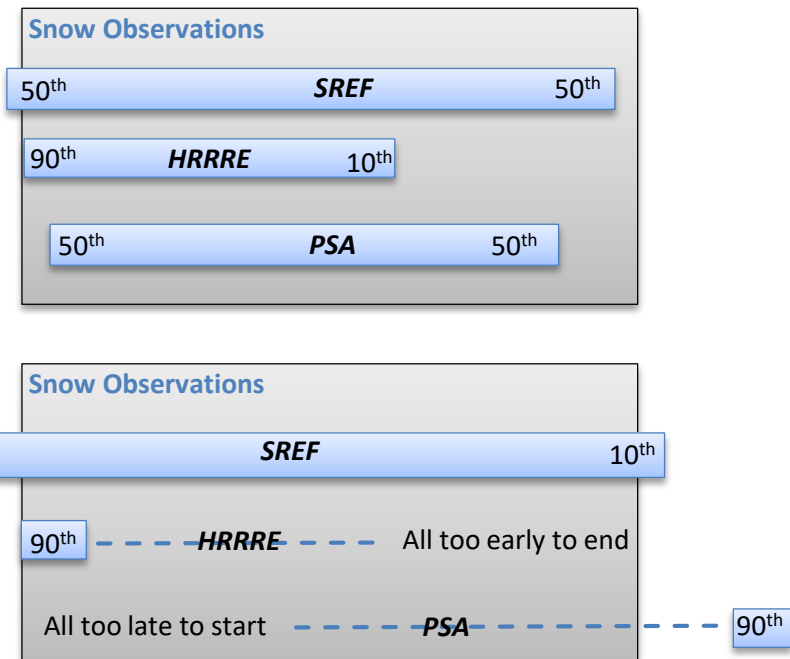 Snow Observations
50th SREF 50th
90th HRRRE 10th
50th PSA 50th
Snow Observations
SREF 10th
90th HRRRE All too early to end
All too late to start PSA 90th